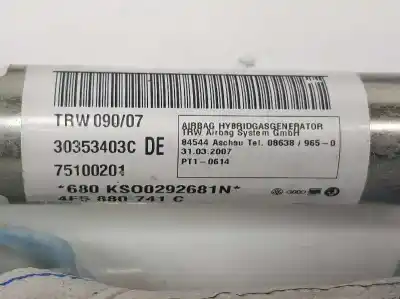 TRW 090/07
30353403C DE
75100201
*680 KSO0292681N*
4F5 880 741 C
AIRBAG HYBRIDGASGENERATOR
TRW Airbag System GmbH
84544 Aschau Tel. 08638 / 965-0
31.03.2007
PT1-0614